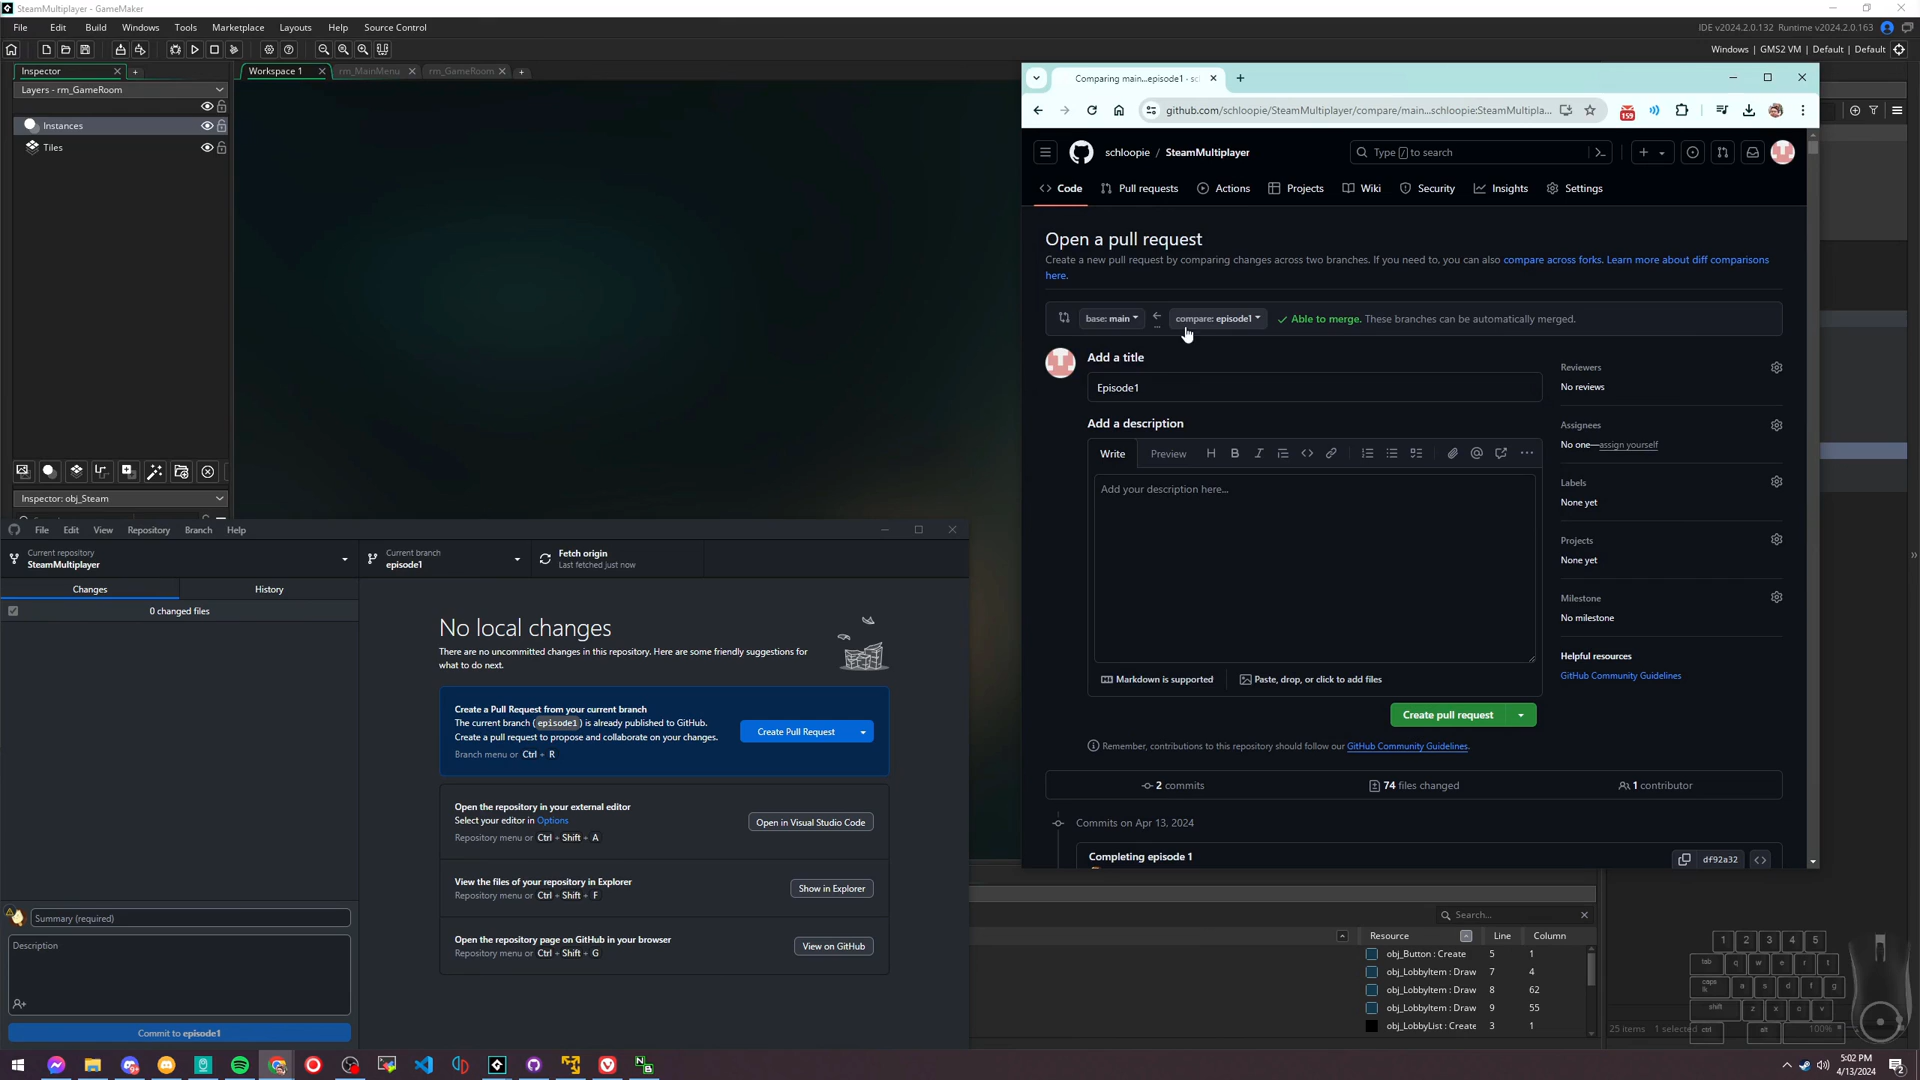 SteamMultiplayer - GameMaker
File Edit Build Windows Tools Marketplace Layouts Help Source Control
IDE v2024.2.0.132 Runtime v2024.2.0.163
Windows | GMS2 VM | Default | Default
Inspector
Workspace 1
rm_MainMenu
rm_GameRoom
Layers - rm_GameRoom
Instances
Tiles
Inspector: obj_Steam
Comparing main...episode1 - sc
github.com/schloopie/SteamMultiplayer/compare/main...schloopie:SteamMultipla...
159
schloopie / SteamMultiplayer
Type / to search
Code
Pull requests
Actions
Projects
Wiki
Security
Insights
Settings
Open a pull request
Create a new pull request by comparing changes across two branches. If you need to, you can also compare across forks. Learn more about diff comparisons
here.
base: main
compare: episode1
Able to merge. These branches can be automatically merged.
Add a title
Episode1
Add a description
Write
Preview
Add your description here...
Markdown is supported
Paste, drop, or click to add files
Create pull request
Remember, contributions to this repository should follow our GitHub Community Guidelines.
Reviewers
No reviews
Assignees
No one—assign yourself
Labels
None yet
Projects
None yet
Milestone
No milestone
Helpful resources
GitHub Community Guidelines
2 commits
74 files changed
1 contributor
Commits on Apr 13, 2024
Completing episode 1
df92a32
File Edit View Repository Branch Help
Current repository
SteamMultiplayer
Current branch
episode1
Fetch origin
Last fetched just now
Changes
History
0 changed files
No local changes
There are no uncommitted changes in this repository. Here are some friendly suggestions for
what to do next.
Create a Pull Request from your current branch
The current branch (episode1) is already published to GitHub.
Create a pull request to propose and collaborate on your changes.
Branch menu or Ctrl + R
Create Pull Request
Open the repository in your external editor
Select your editor in Options
Repository menu or Ctrl + Shift + A
Open in Visual Studio Code
View the files of your repository in Explorer
Repository menu or Ctrl + Shift + F
Show in Explorer
Open the repository page on GitHub in your browser
Repository menu or Ctrl + Shift + G
View on GitHub
Summary (required)
Description
Commit to episode1
Search...
Resource Line Column
obj_Button : Create 5 1
obj_LobbyItem : Draw 7 4
obj_LobbyItem : Draw 8 62
obj_LobbyItem : Draw 9 55
obj_LobbyList : Create 3 1
25 items 1 selected
100%
1 2 3 4 5
tab q w e r t
caps a s d f g
shift z x c v b
ctrl alt
5:02 PM
4/13/2024